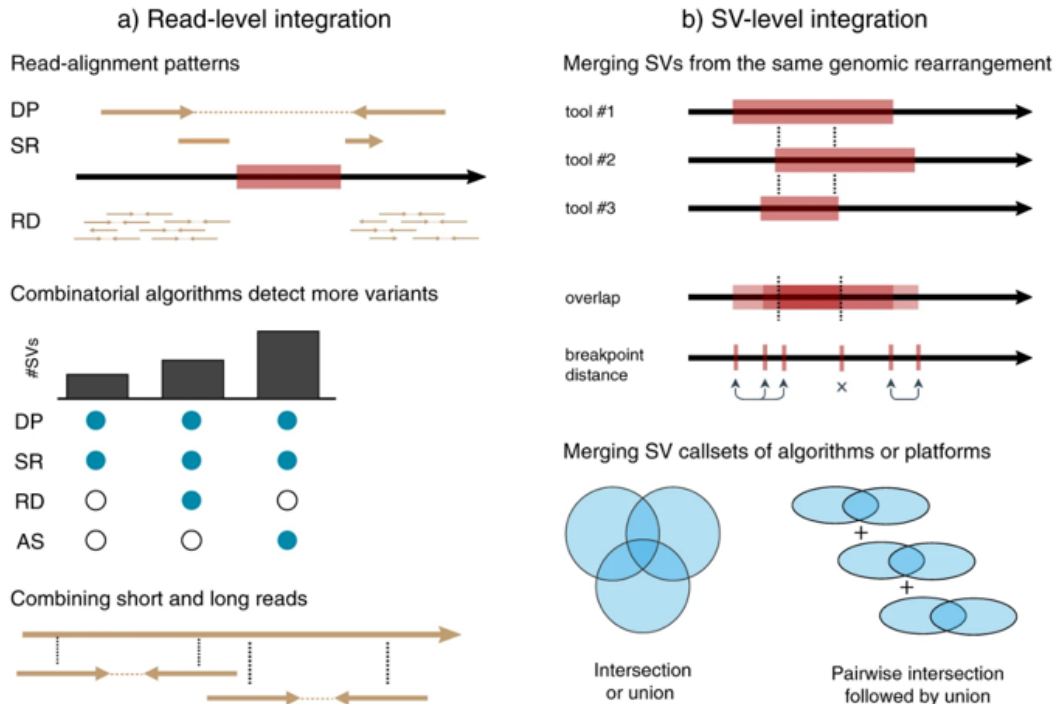 a) Read-level integration
Read-alignment patterns
DP
SR
RD
Combinatorial algorithms detect more variants
#SVs
DP
SR
RD
AS
Combining short and long reads
b) SV-level integration
Merging SVs from the same genomic rearrangement
tool #1
tool #2
tool #3
overlap
breakpoint
distance
×
Merging SV callsets of algorithms or platforms
+
+
Intersection
or union
Pairwise intersection
followed by union